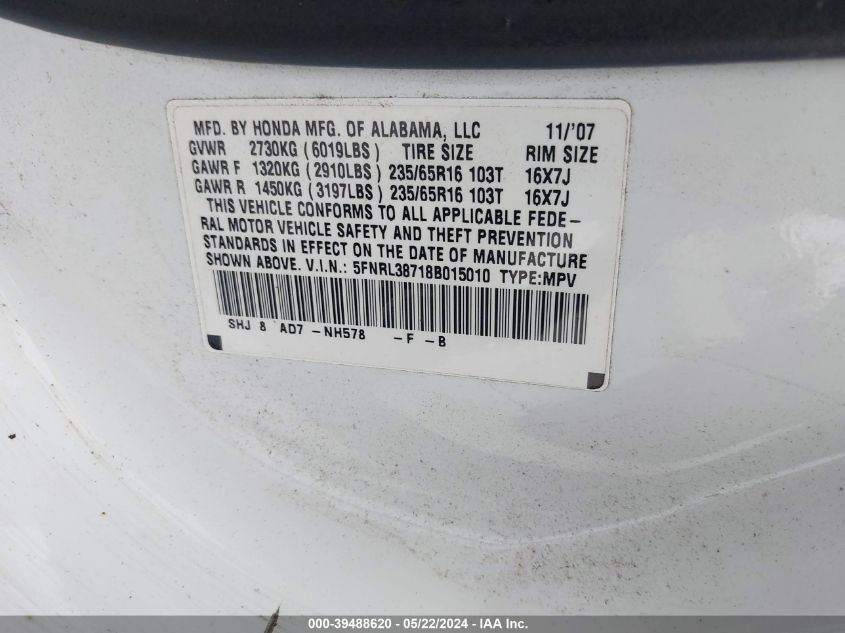 MFD. BY HONDA MFG. OF ALABAMA, LLC 11/'07
GVWR 2730KG (6019LBS) TIRE SIZE RIM SIZE
GAWR F 1320KG (2910LBS) 235/65R16 103T 16X7J
GAWR R 1450KG (3197LBS) 235/65R16 103T 16X7J
THIS VEHICLE CONFORMS TO ALL APPLICABLE FEDE-
RAL MOTOR VEHICLE SAFETY AND THEFT PREVENTION
STANDARDS IN EFFECT ON THE DATE OF MANUFACTURE
SHOWN ABOVE. V.I.N.: 5FNRL38718B015010 TYPE:MPV
SHJ 8 AD7 -NH578 -F -B
000-39488620 - 05/22/2024 - IAA Inc.